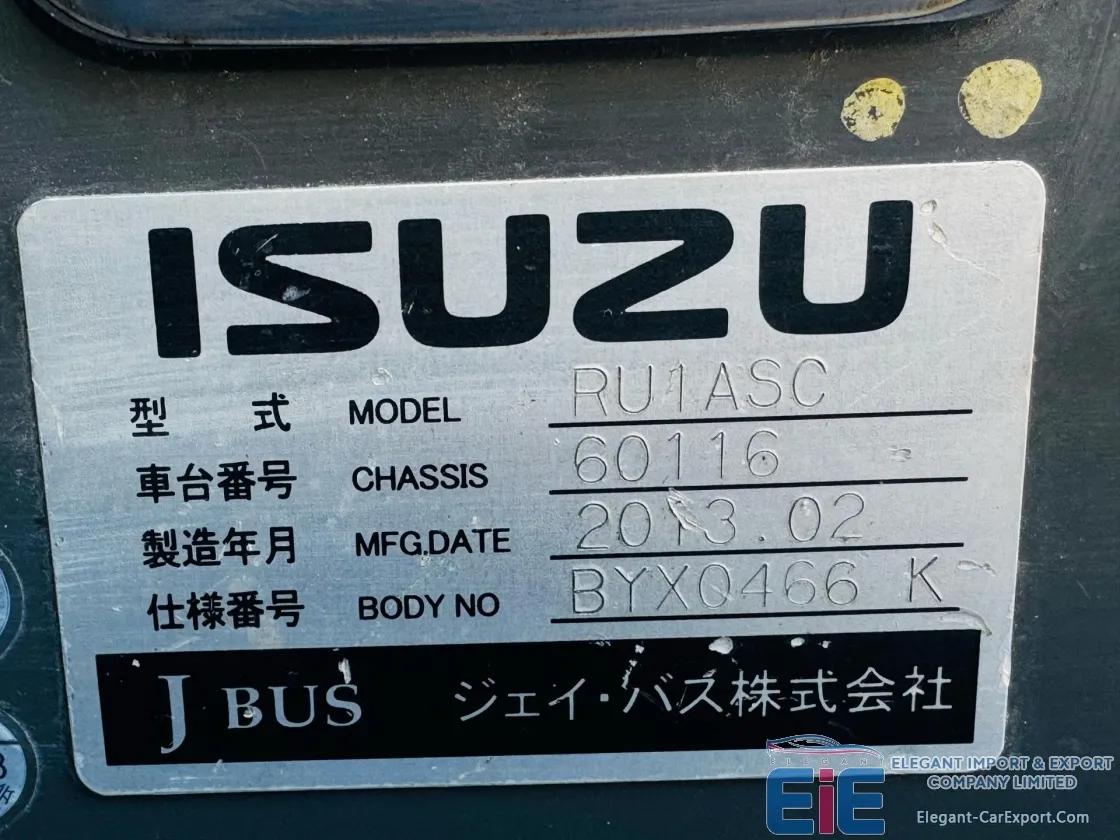 ISUZU
型式 MODEL RU1ASC
車台番号 CHASSIS 60116
製造年月 MFG.DATE 2013.02
仕様番号 BODY NO BYX0466 K
J BUS ジェイ・バス株式会社
ELEGANT
EiE
ELEGANT IMPORT & EXPORT
COMPANY LIMITED
Elegant-CarExport.Com